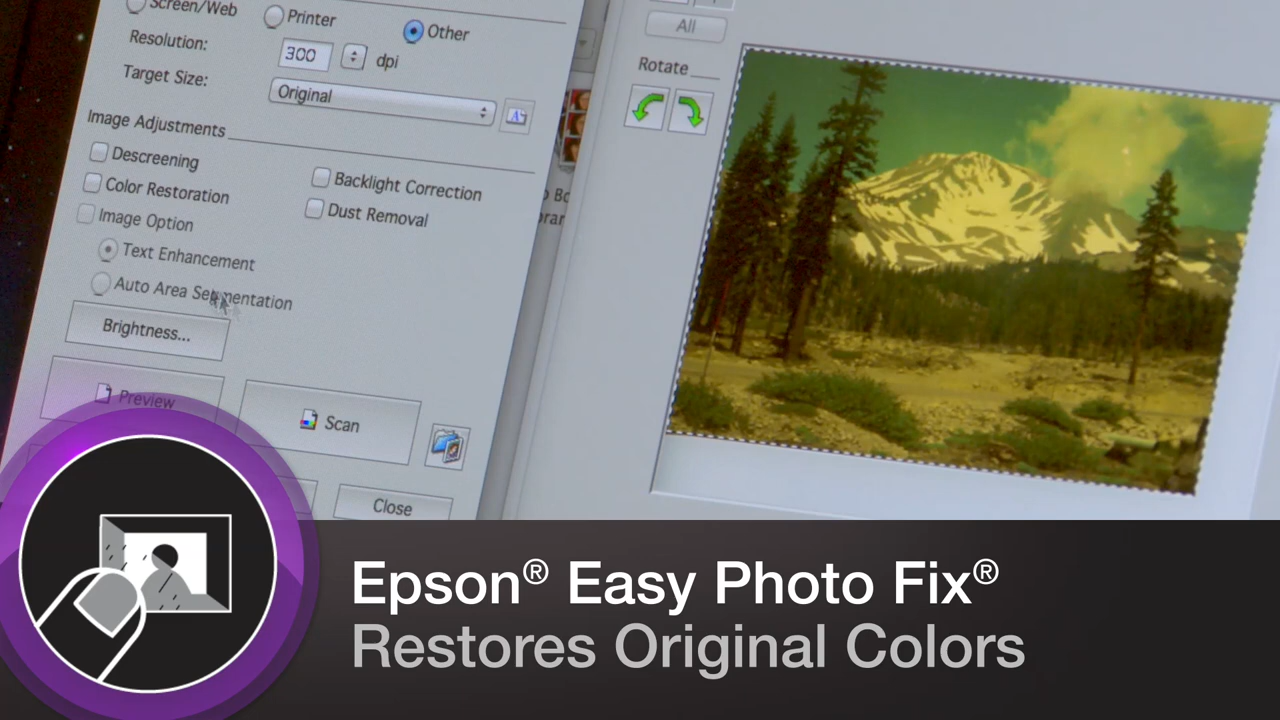 Screen/Web
Printer
Other
Resolution:
300
dpi
Target Size:
Original
A
Image Adjustments
Descreening
Backlight Correction
Color Restoration
Dust Removal
Image Option
Text Enhancement
Auto Area Segmentation
Brightness...
Preview
Scan
Close
All
Rotate
Epson® Easy Photo Fix®
Restores Original Colors